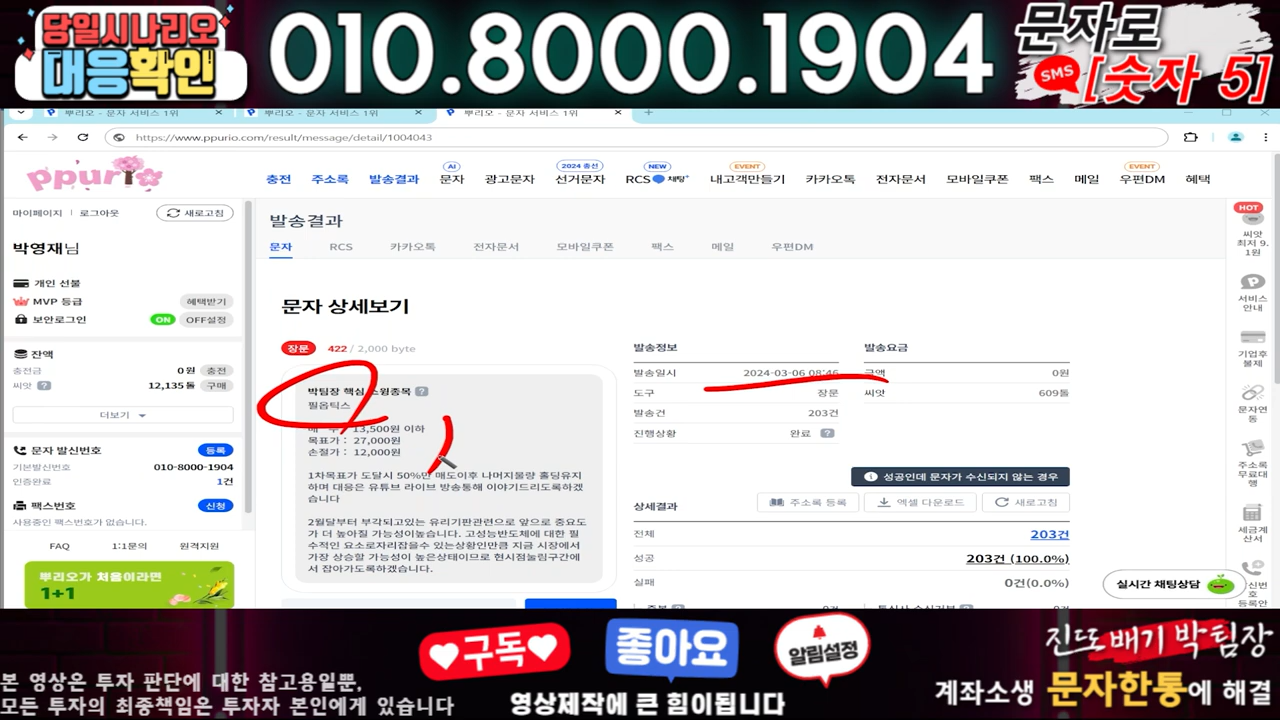 당일시나리오
대응확인
010.8000.1904
문자로
SMS
[숫자 5]
뿌리오 - 문자 서비스 1위
뿌리오 - 문자 서비스 1위
뿌리오 - 문자 서비스 1위
https://www.ppurio.com/result/message/detail/1004043
ppurio
충전
주소록
발송결과
AI
문자
광고문자
2024 총선
선거문자
NEW
RCS 채팅+
EVENT
내고객만들기
카카오톡
전자문서
모바일쿠폰
팩스
메일
EVENT
우편DM
혜택
마이페이지 | 로그아웃
새로고침
박영재님
개인 선불
MVP 등급
혜택받기
보안로그인
ON
OFF설정
잔액
충전금 0원 충전
씨앗 ? 12,135톨 구매
더보기
문자 발신번호 등록
기본발신번호 010-8000-1904
인증완료 1건
팩스번호 신청
사용중인 팩스번호가 없습니다.
FAQ 1:1문의 원격지원
뿌리오가 처음이라면
1+1
발송결과
문자 RCS 카카오톡 전자문서 모바일쿠폰 팩스 메일 우편DM
문자 상세보기
장문 422 / 2,000 byte
박팀장 핵심 종목 ?
필옵틱스
13,500원 이하
목표가 : 27,000원
손절가 : 12,000원
1차목표가 도달시 50%만 매도이후 나머지물량 홀딩유지
하며 대응은 유튜브 라이브 방송통해 이야기드리도록하겠
습니다
2월달부터 부각되고있는 유리기판관련으로 앞으로 중요도
가 더 높아질 가능성이높습니다. 고성능반도체에 대한 필
수적인 요소로자리잡을수 있는상황인만큼 지금 시장에서
가장 상승할 가능성이 높은상태이므로 현시점눌림구간에
서 잡아가도록하겠습니다.
발송정보
발송일시 2024-03-06 08:46
도구 장문
발송건 203건
진행상황 완료 ?
발송요금
금액 0원
씨앗 609톨
성공인데 문자가 수신되지 않는 경우
상세결과
주소록 등록
엑셀 다운로드
새로고침
전체 203건
성공 203건 (100.0%)
실패 0건(0.0%)
HOT
씨앗
최저 9.
1원
서비스
안내
기업후
불제
문자연
동
주소록
무료대
행
세금계
산서
실시간 채팅상담
호
등록안
구독
좋아요
알림설정
본 영상은 투자 판단에 대한 참고용일뿐,
모든 투자의 최종책임은 투자자 본인에게 있습니다
영상제작에 큰 힘이됩니다
진또배기 박팀장
계좌소생 문자한통에 해결